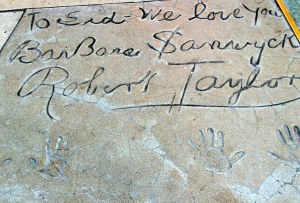 To Sid - We love you
BarBara Stanwyck
Robert Taylor